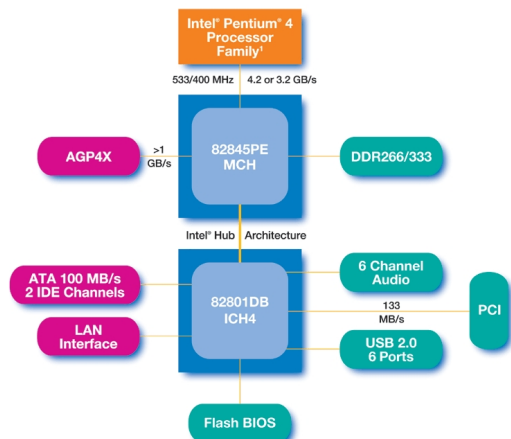 Intel® Pentium® 4
Processor
Family¹
533/400 MHz
4.2 or 3.2 GB/s
AGP4X
>1
GB/s
82845PE
MCH
DDR266/333
Intel® Hub
Architecture
ATA 100 MB/s
2 IDE Channels
LAN
Interface
82801DB
ICH4
6 Channel
Audio
133
MB/s
PCI
USB 2.0
6 Ports
Flash BIOS